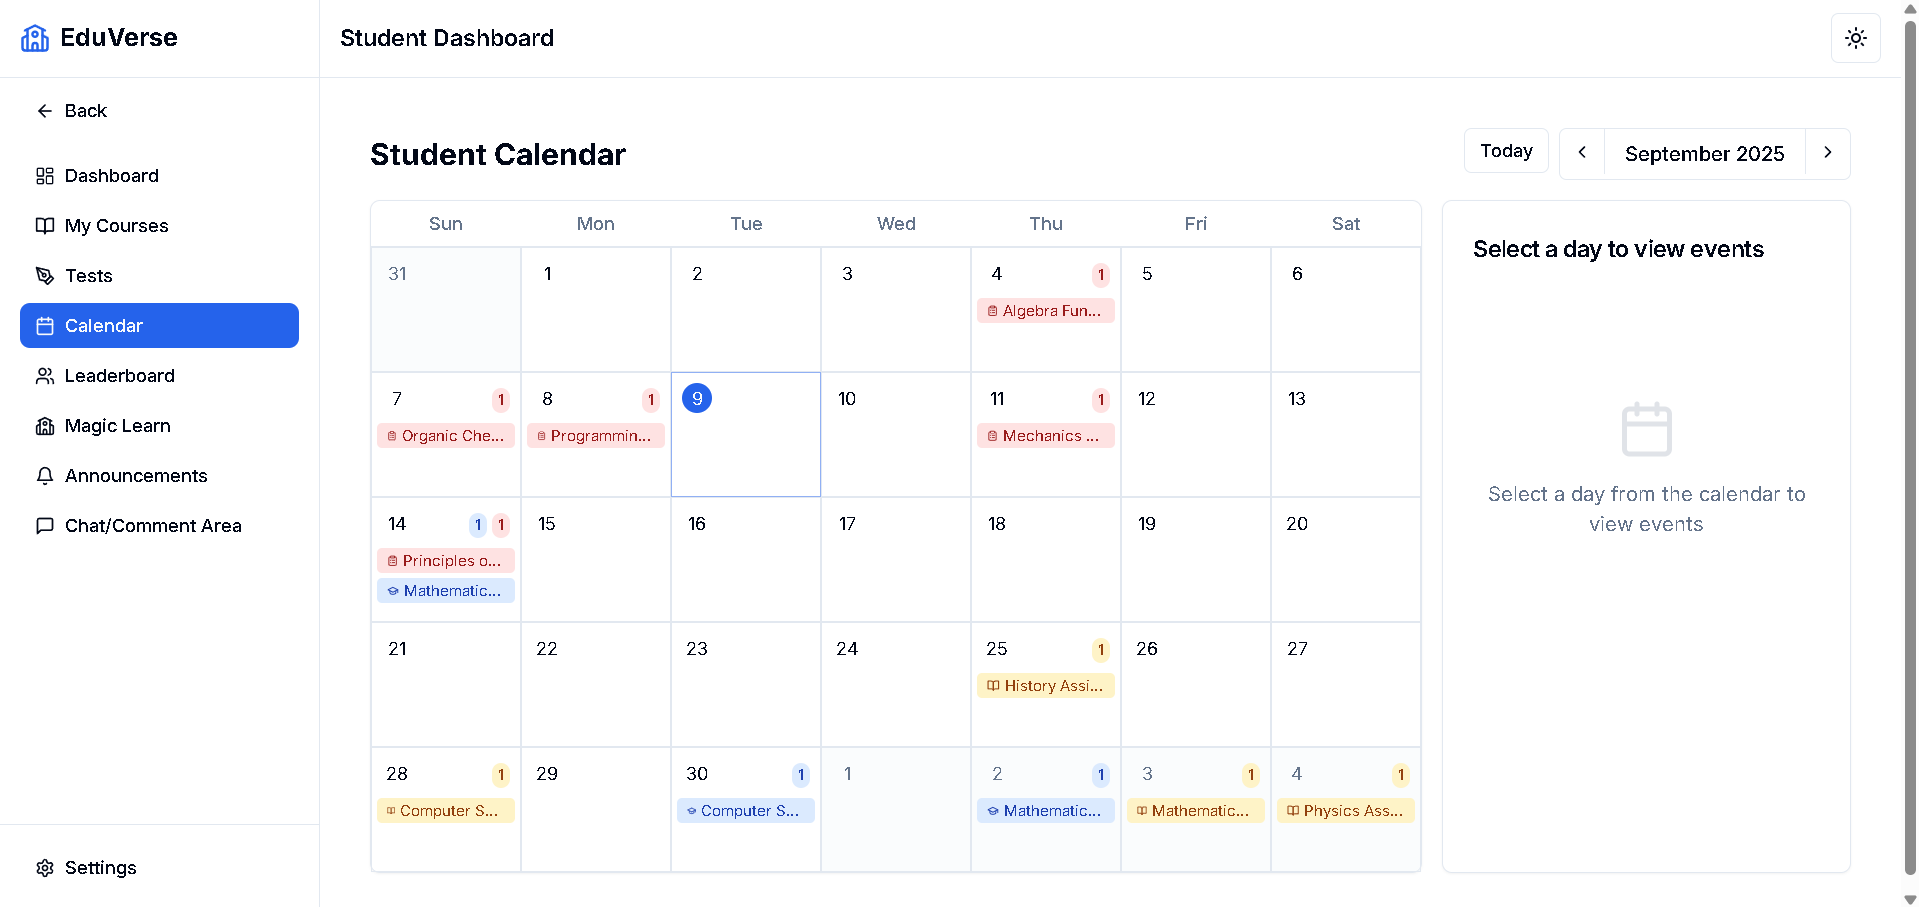 EduVerse
Student Dashboard
Back
Dashboard
My Courses
Tests
Calendar
Leaderboard
Magic Learn
Announcements
Chat/Comment Area
Settings
Student Calendar
Today
September 2025
Sun Mon Tue Wed Thu Fri Sat
31 1 2 3 4 1 5 6
Algebra Fun...
7 1 8 1 9 10 11 1 12 13
Organic Che... Programmin... Mechanics ...
14 1 1 15 16 17 18 19 20
Principles o...
Mathematic...
21 22 23 24 25 1 26 27
History Assi...
28 1 29 30 1 1 2 1 3 1 4 1
Computer S... Computer S... Mathematic... Mathematic... Physics Ass...
Select a day to view events
Select a day from the calendar to
view events